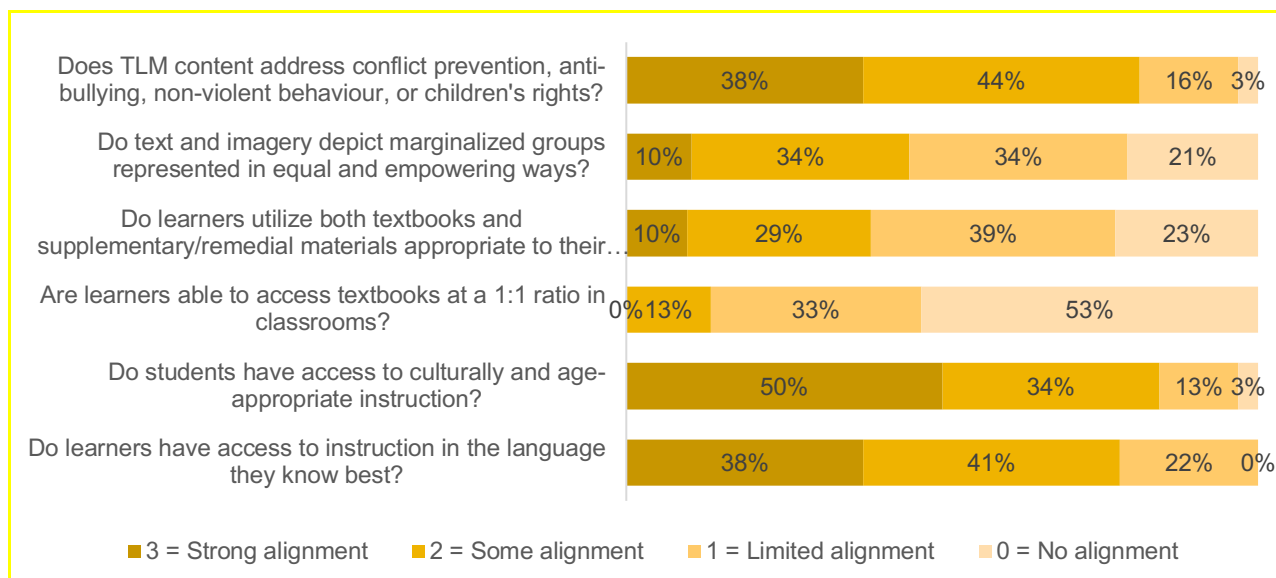 Does TLM content address conflict prevention, anti-
bullying, non-violent behaviour, or children's rights?
38% 44% 16% 3%
Do text and imagery depict marginalized groups
represented in equal and empowering ways?
10% 34% 34% 21%
Do learners utilize both textbooks and
supplementary/remedial materials appropriate to their…
10% 29% 39% 23%
Are learners able to access textbooks at a 1:1 ratio in
classrooms?
0% 13% 33% 53%
Do students have access to culturally and age-
appropriate instruction?
50% 34% 13% 3%
Do learners have access to instruction in the language
they know best?
38% 41% 22% 0%
3 = Strong alignment 2 = Some alignment 1 = Limited alignment 0 = No alignment